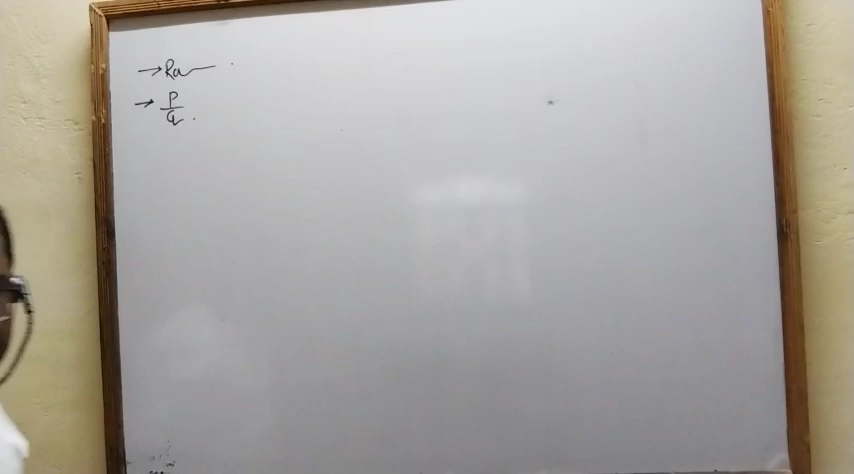 → Ra
→ P/q.